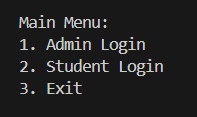 Main Menu:
1. Admin Login
2. Student Login
3. Exit